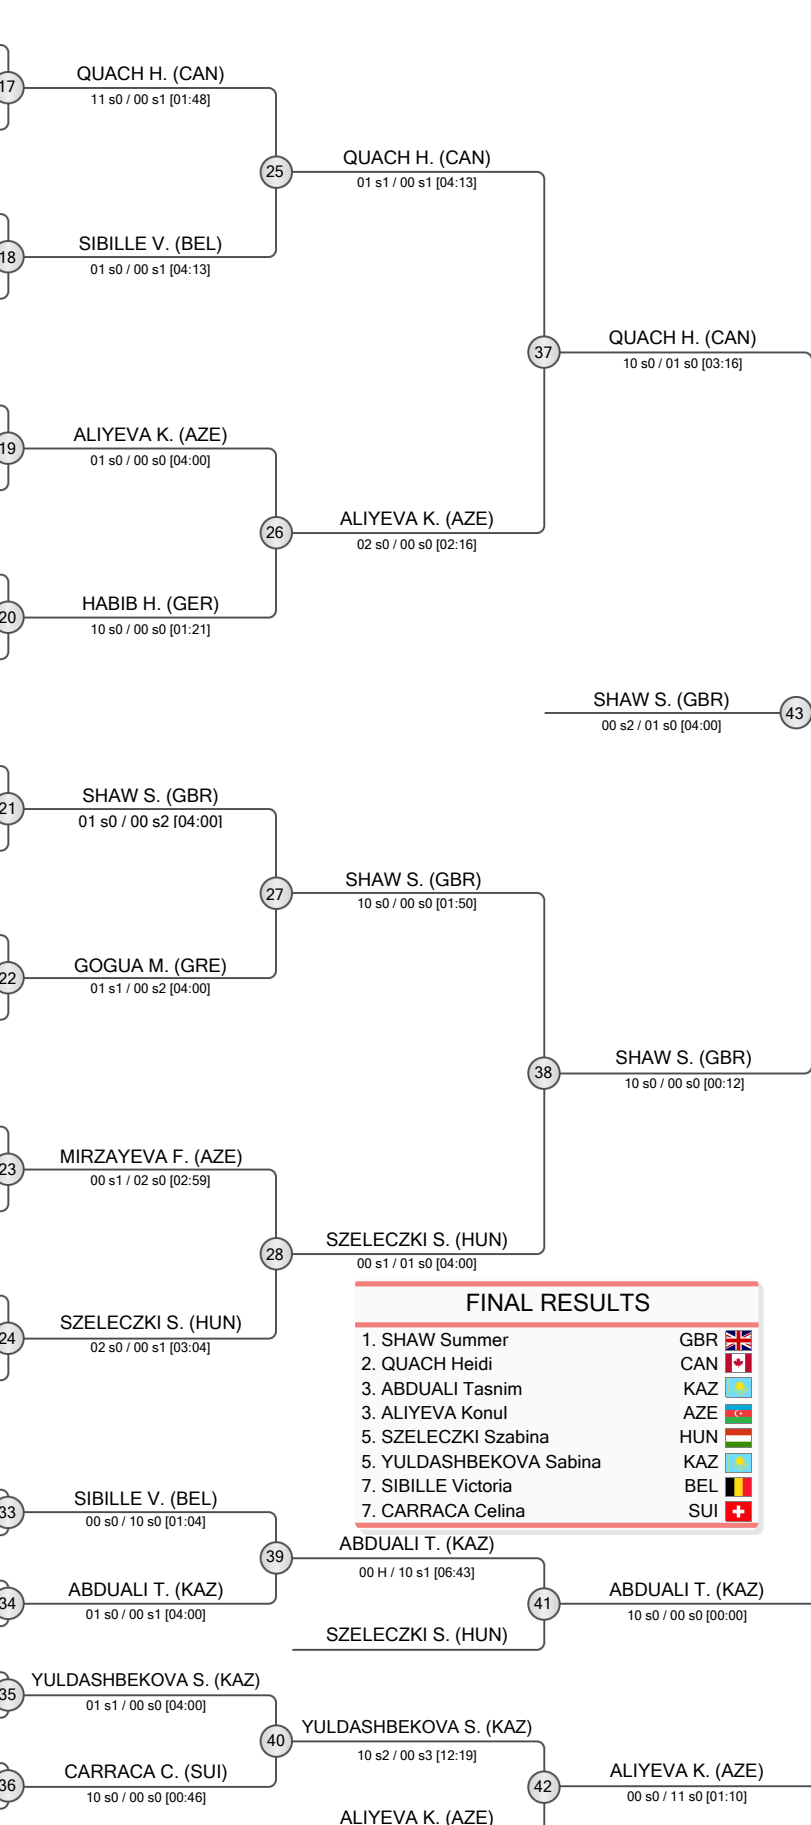 17
QUACH H. (CAN)
11 s0 / 00 s1 [01:48]
25
QUACH H. (CAN)
01 s1 / 00 s1 [04:13]
18
SIBILLE V. (BEL)
01 s0 / 00 s1 [04:13]
37
QUACH H. (CAN)
10 s0 / 01 s0 [03:16]
19
ALIYEVA K. (AZE)
01 s0 / 00 s0 [04:00]
26
ALIYEVA K. (AZE)
02 s0 / 00 s0 [02:16]
20
HABIB H. (GER)
10 s0 / 00 s0 [01:21]
SHAW S. (GBR)
00 s2 / 01 s0 [04:00]
43
21
SHAW S. (GBR)
01 s0 / 00 s2 [04:00]
27
SHAW S. (GBR)
10 s0 / 00 s0 [01:50]
22
GOGUA M. (GRE)
01 s1 / 00 s2 [04:00]
38
SHAW S. (GBR)
10 s0 / 00 s0 [00:12]
23
MIRZAYEVA F. (AZE)
00 s1 / 02 s0 [02:59]
28
SZELECZKI S. (HUN)
00 s1 / 01 s0 [04:00]
24
SZELECZKI S. (HUN)
02 s0 / 00 s1 [03:04]
FINAL RESULTS
1. SHAW Summer GBR
2. QUACH Heidi CAN
3. ABDUALI Tasnim KAZ
3. ALIYEVA Konul AZE
5. SZELECZKI Szabina HUN
5. YULDASHBEKOVA Sabina KAZ
7. SIBILLE Victoria BEL
7. CARRACA Celina SUI
33
SIBILLE V. (BEL)
00 s0 / 10 s0 [01:04]
39
ABDUALI T. (KAZ)
00 H / 10 s1 [06:43]
34
ABDUALI T. (KAZ)
01 s0 / 00 s1 [04:00]
41
ABDUALI T. (KAZ)
10 s0 / 00 s0 [00:00]
SZELECZKI S. (HUN)
35
YULDASHBEKOVA S. (KAZ)
01 s1 / 00 s0 [04:00]
40
YULDASHBEKOVA S. (KAZ)
10 s2 / 00 s3 [12:19]
36
CARRACA C. (SUI)
10 s0 / 00 s0 [00:46]
42
ALIYEVA K. (AZE)
00 s0 / 11 s0 [01:10]
ALIYEVA K. (AZE)